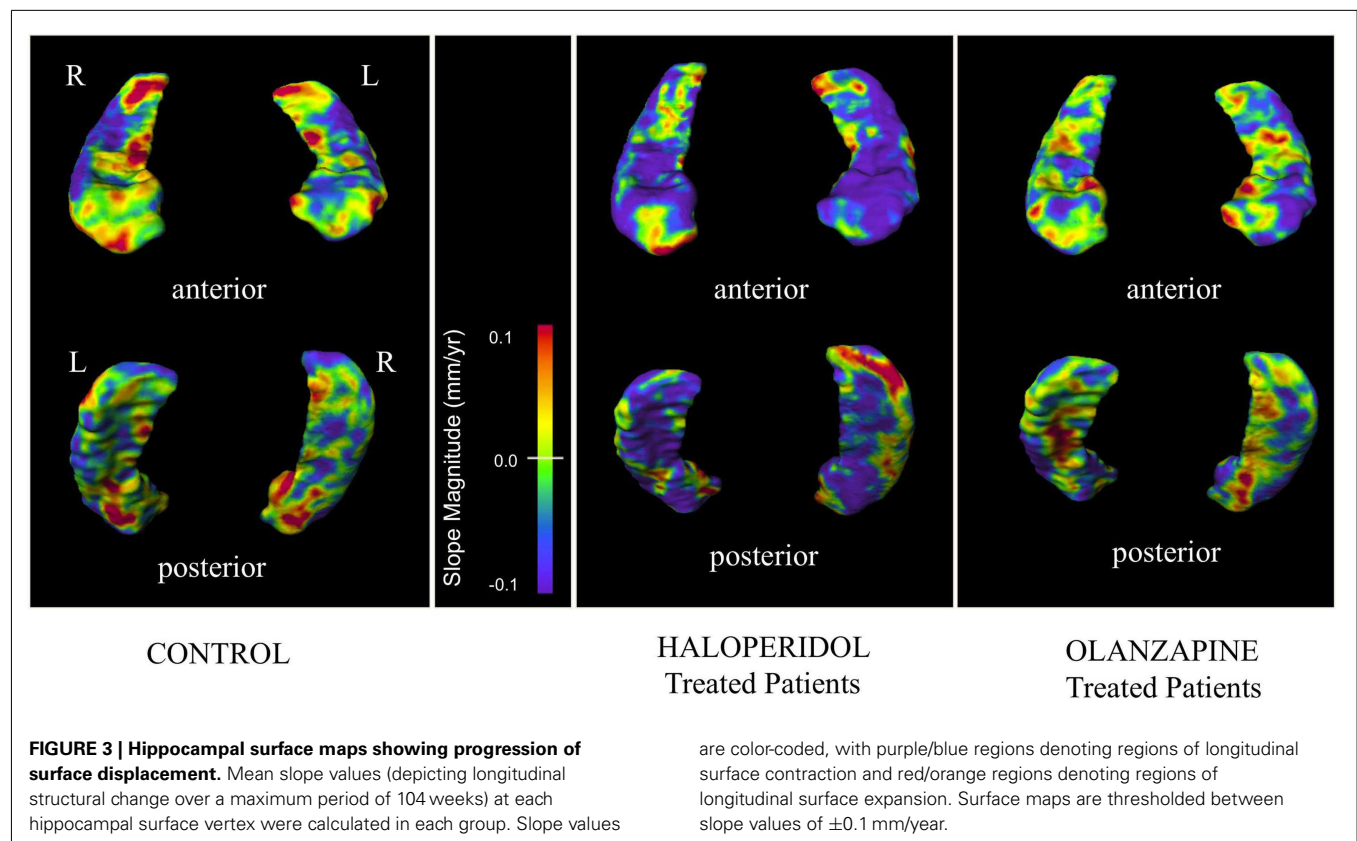 R
L
anterior
L
R
posterior
Slope Magnitude (mm/yr)
0.1
0.0
-0.1
anterior
posterior
anterior
posterior
CONTROL
HALOPERIDOL
Treated Patients
OLANZAPINE
Treated Patients
FIGURE 3 | Hippocampal surface maps showing progression of
surface displacement. Mean slope values (depicting longitudinal
structural change over a maximum period of 104 weeks) at each
hippocampal surface vertex were calculated in each group. Slope values
are color-coded, with purple/blue regions denoting regions of longitudinal
surface contraction and red/orange regions denoting regions of
longitudinal surface expansion. Surface maps are thresholded between
slope values of ±0.1 mm/year.